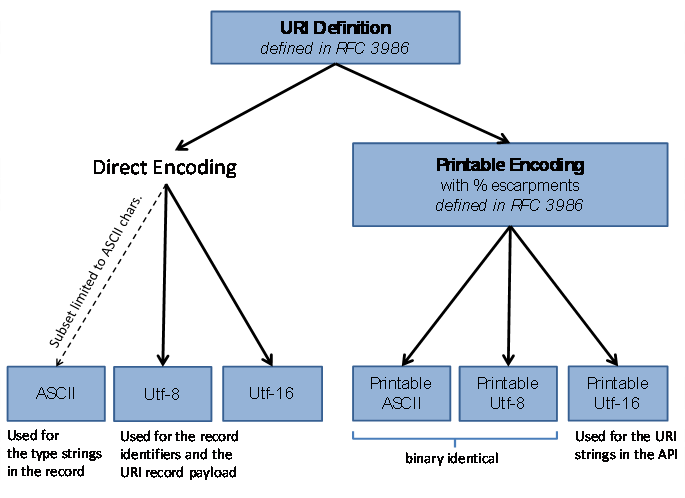 URI Definition
defined in RFC 3986
Direct Encoding
Printable Encoding
with % escarpments
defined in RFC 3986
Subset limited to ASCII chars.
ASCII
Utf-8
Utf-16
Printable
ASCII
Printable
Utf-8
Printable
Utf-16
Used for
the type strings
in the record
Used for the record
identifiers and the
URI record payload
binary identical
Used for the URI
strings in the API